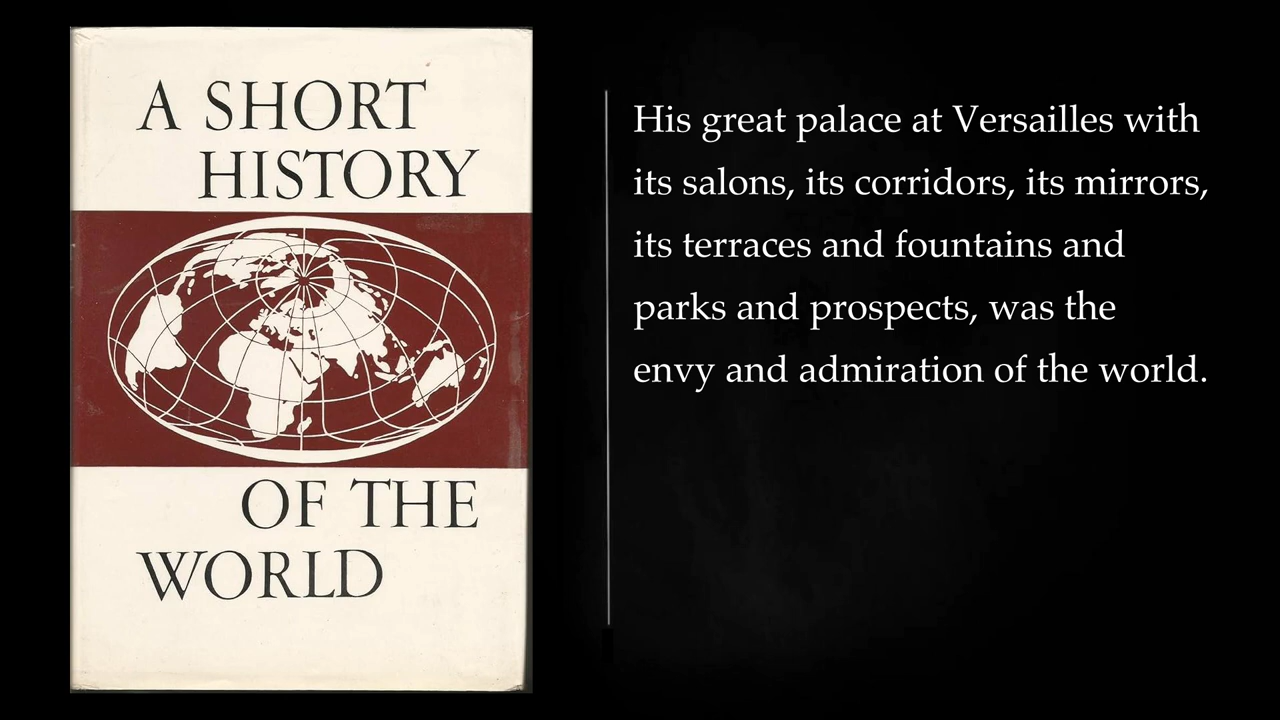 A SHORT
HISTORY
OF THE
WORLD
His great palace at Versailles with
its salons, its corridors, its mirrors,
its terraces and fountains and
parks and prospects, was the
envy and admiration of the world.